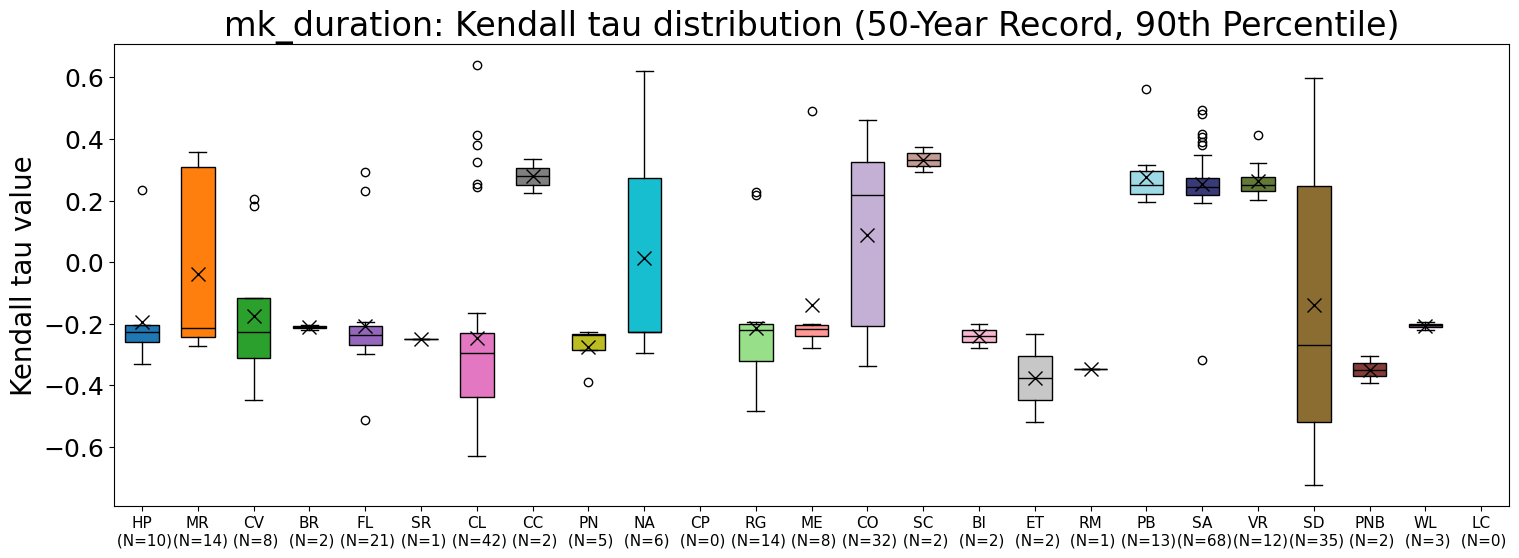 mk_duration: Kendall tau distribution (50-Year Record, 90th Percentile)
Kendall tau value
0.6
0.4
0.2
0.0
−0.2
−0.4
−0.6
HP MR CV BR FL SR CL CC PN NA CP RG ME CO SC BI ET RM PB SA VR SD PNB WL LC
(N=10) (N=14) (N=8) (N=2) (N=21) (N=1) (N=42) (N=2) (N=5) (N=6) (N=0) (N=14) (N=8) (N=32) (N=2) (N=2) (N=2) (N=1) (N=13) (N=68) (N=12) (N=35) (N=2) (N=3) (N=0)